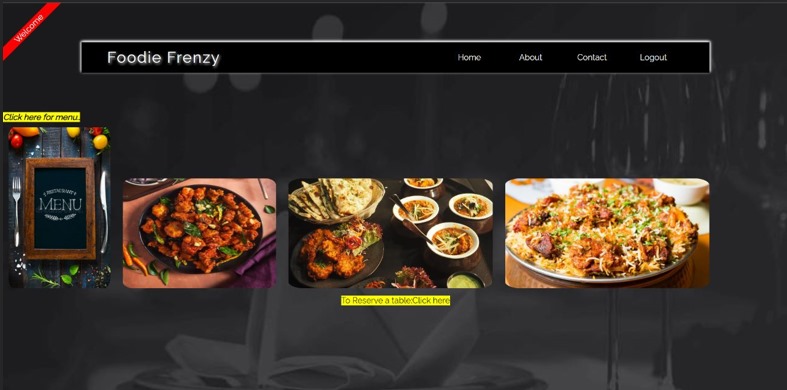 Welcome
Foodie Frenzy
Home About Contact Logout
Click here for menu.
RESTAURANT
MENU
To Reserve a table:Click here